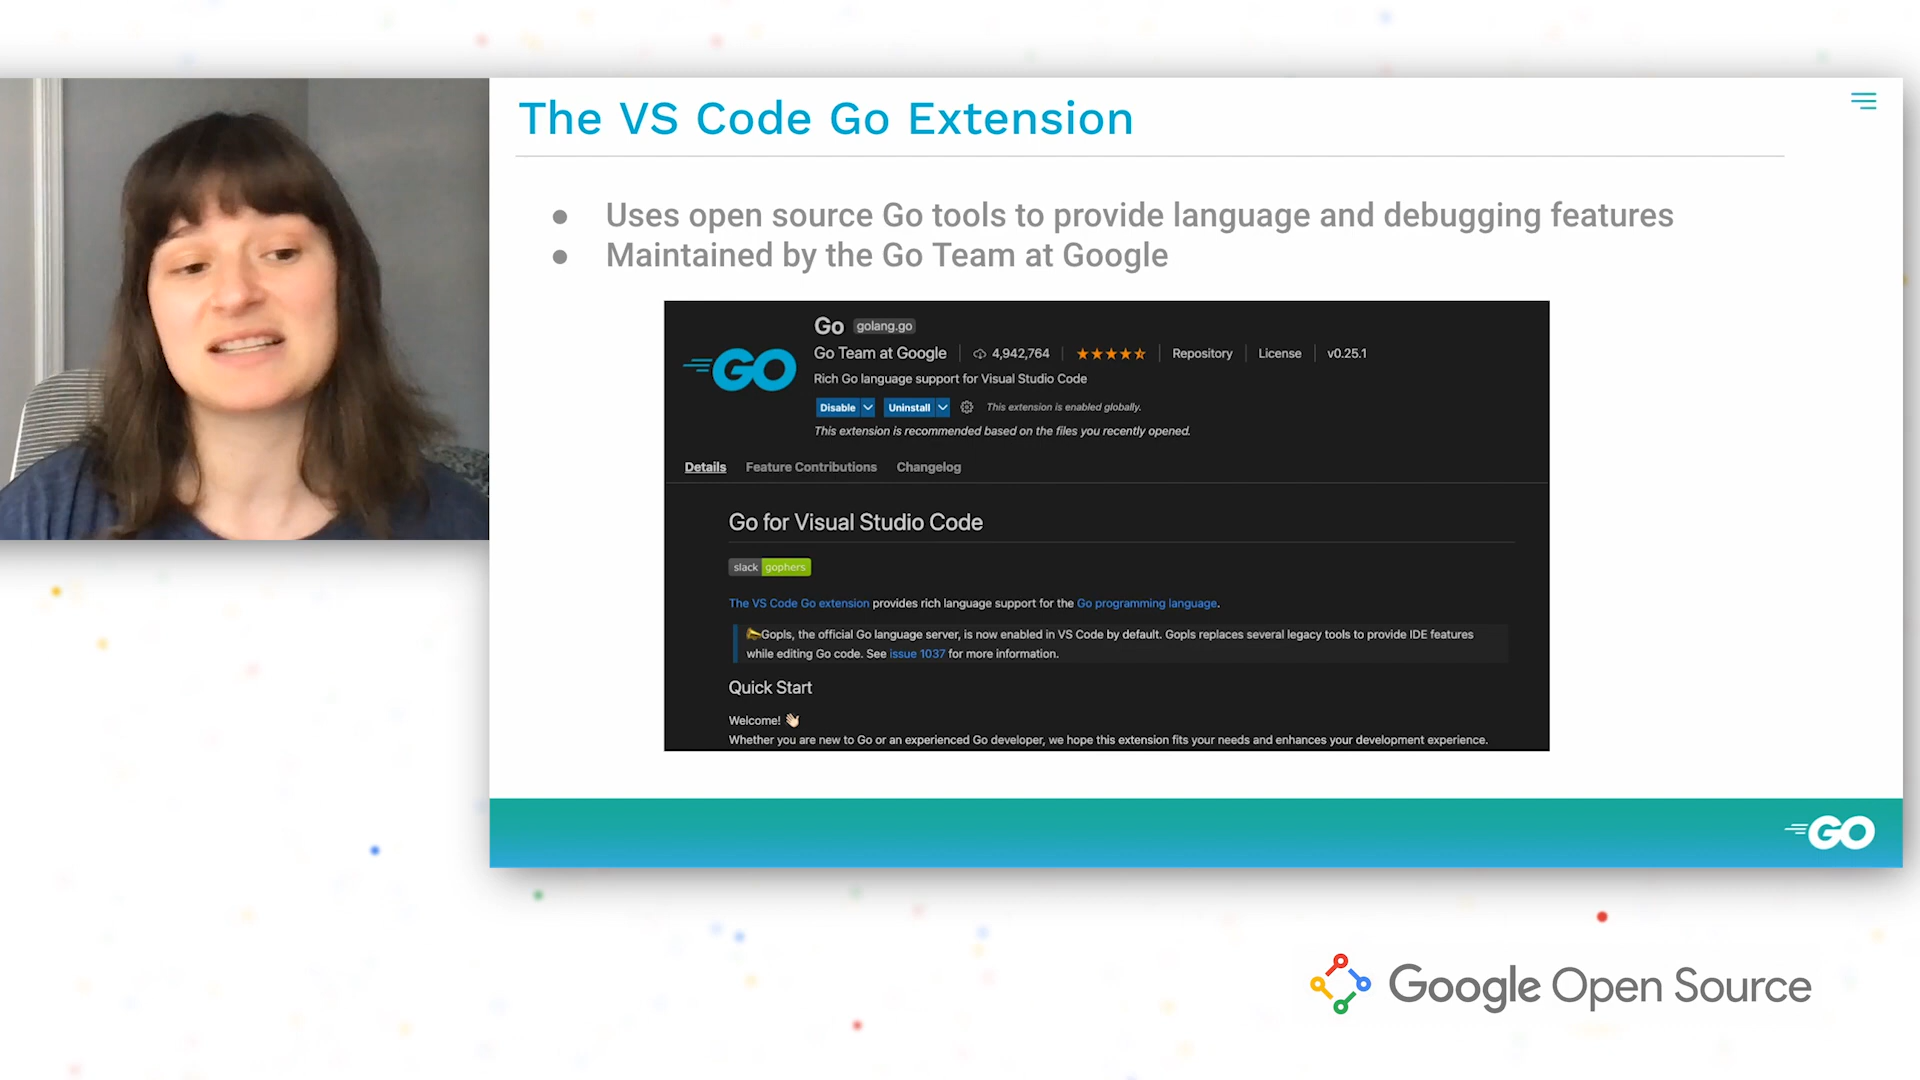 The VS Code Go Extension
● Uses open source Go tools to provide language and debugging features
● Maintained by the Go Team at Google
GO
Go golang.go
Go Team at Google 4,942,764 Repository License v0.25.1
Rich Go language support for Visual Studio Code
Disable Uninstall This extension is enabled globally.
This extension is recommended based on the files you recently opened.
Details Feature Contributions Changelog
Go for Visual Studio Code
slack gophers
The VS Code Go extension provides rich language support for the Go programming language.
📣Gopls, the official Go language server, is now enabled in VS Code by default. Gopls replaces several legacy tools to provide IDE features
while editing Go code. See issue 1037 for more information.
Quick Start
Welcome! 👋🏻
Whether you are new to Go or an experienced Go developer, we hope this extension fits your needs and enhances your development experience.
GO
Google Open Source